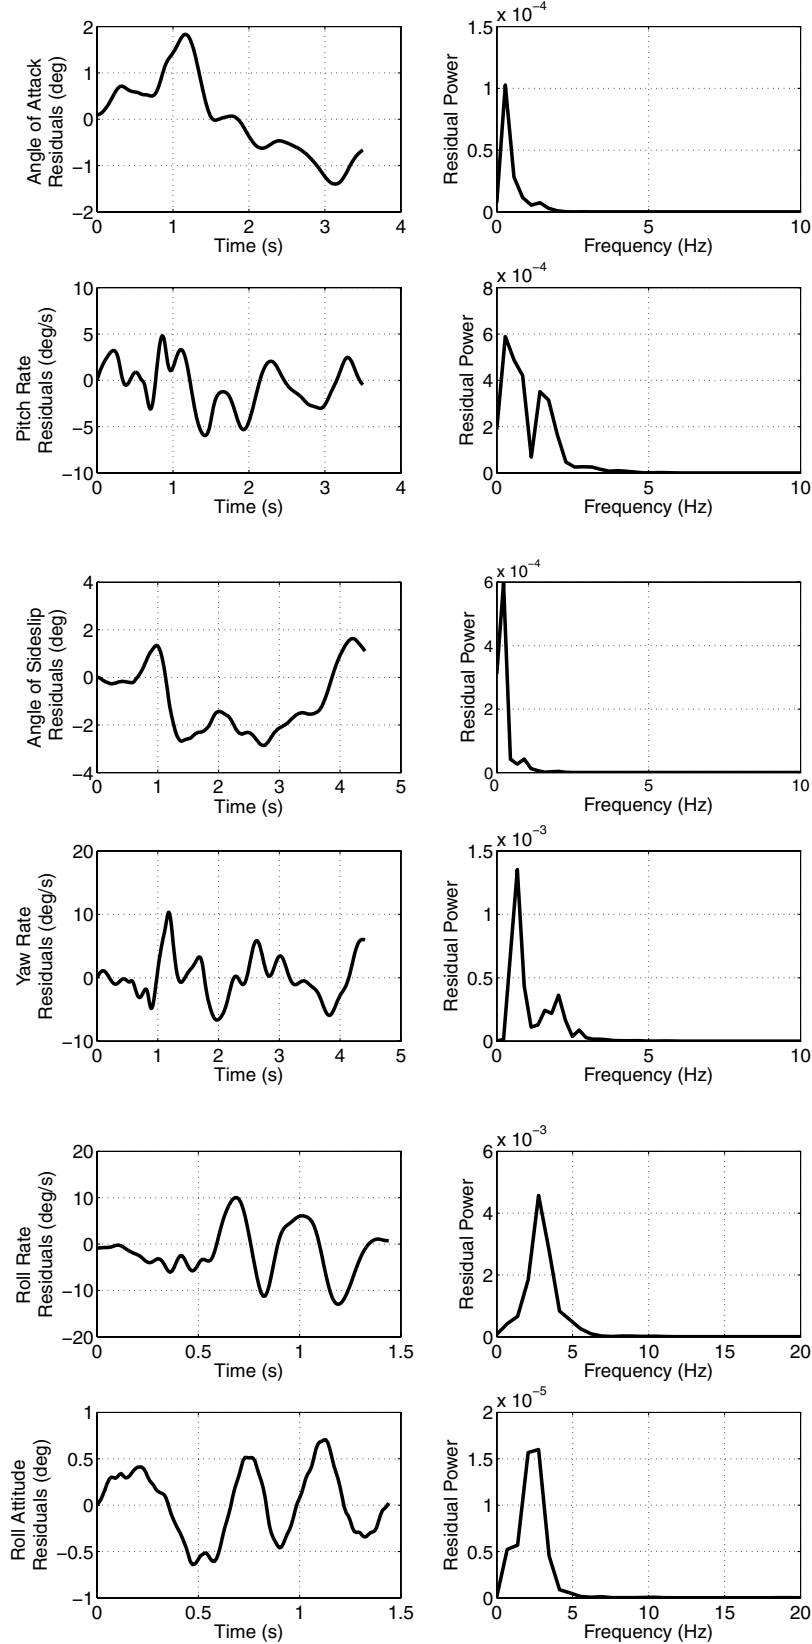 Angle of Attack
Residuals (deg)
2
1
0
−1
−2
0 1 2 3 4
Time (s)
x 10−4
Residual Power
1.5
1
0.5
0
0 5 10
Frequency (Hz)
Pitch Rate
Residuals (deg/s)
10
5
0
−5
−10
0 1 2 3 4
Time (s)
x 10−4
Residual Power
8
6
4
2
0
0 5 10
Frequency (Hz)
Angle of Sideslip
Residuals (deg)
4
2
0
−2
−4
0 1 2 3 4 5
Time (s)
x 10−4
Residual Power
6
4
2
0
0 5 10
Frequency (Hz)
Yaw Rate
Residuals (deg/s)
20
10
0
−10
0 1 2 3 4 5
Time (s)
x 10−3
Residual Power
1.5
1
0.5
0
0 5 10
Frequency (Hz)
Roll Rate
Residuals (deg/s)
20
10
0
−10
−20
0 0.5 1 1.5
Time (s)
x 10−3
Residual Power
6
4
2
0
0 5 10 15 20
Frequency (Hz)
Roll Attitude
Residuals (deg)
1
0.5
0
−0.5
−1
0 0.5 1 1.5
Time (s)
x 10−5
Residual Power
2
1.5
1
0.5
0
0 5 10 15 20
Frequency (Hz)